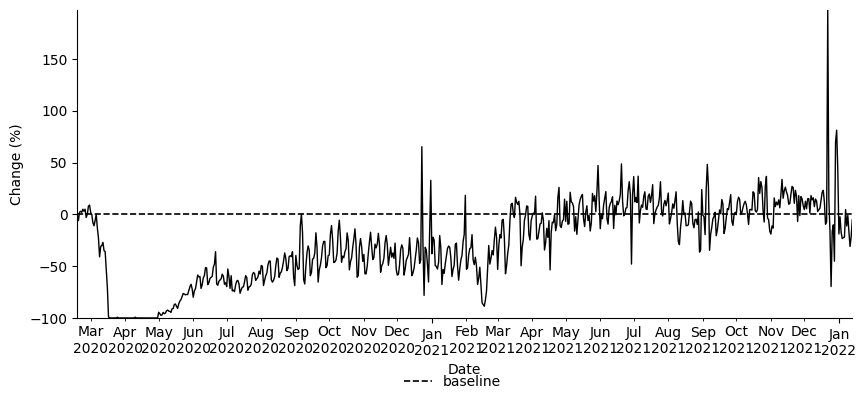 Change (%)
150
100
50
0
−50
−100
Mar Apr May Jun Jul Aug Sep Oct Nov Dec Jan Feb Mar Apr May Jun Jul Aug Sep Oct Nov Dec Jan
2020 2020 2020 2020 2020 2020 2020 2020 2020 2020 2021 2021 2021 2021 2021 2021 2021 2021 2021 2021 2021 2021 2022
Date
baseline